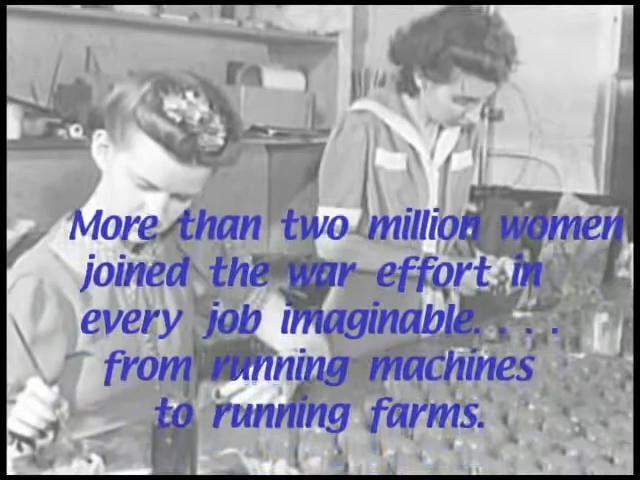 More than two million women
joined the war effort in
every job imaginable. . . .
from running machines
to running farms.